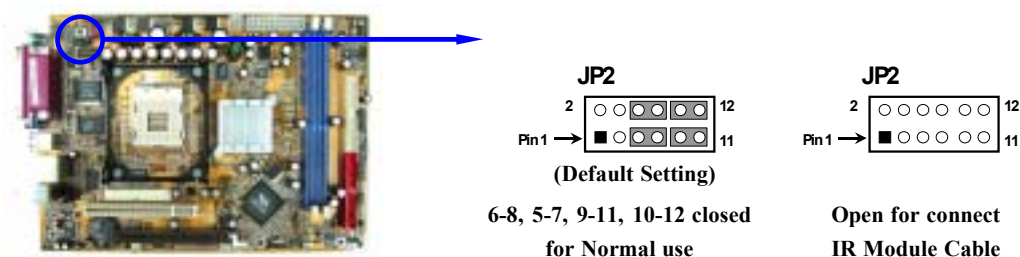 JP2
2 12
Pin 1 11
(Default Setting)
6-8, 5-7, 9-11, 10-12 closed
for Normal use
JP2
2 12
Pin 1 11
Open for connect
IR Module Cable